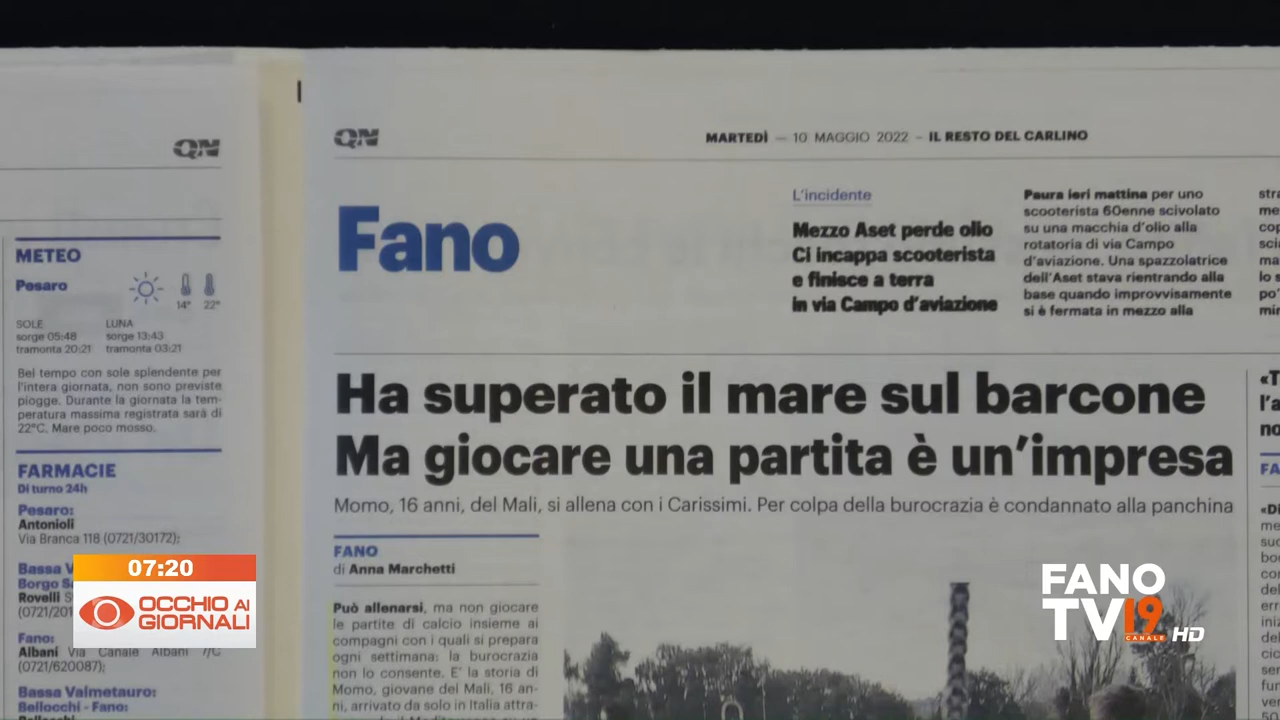 QN
METEO
Pesaro
14° 22°
SOLE LUNA
sorge 05:48 sorge 13:43
tramonta 20:21 tramonta 03:21
Bel tempo con sole splendente per
l'intera giornata, non sono previste
piogge. Durante la giornata la tem-
peratura massima registrata sarà di
22°C. Mare poco mosso.
FARMACIE
Di turno 24h
Pesaro:
Antonioli
Via Branca 118 (0721/30172);
Bassa
Borgo
Rovelli
(0721/201
Fano:
Albani Via Canale Albani 7/C
(0721/620087);
Bassa Valmetauro:
Bellocchi - Fano:
QN
MARTEDÌ — 10 MAGGIO 2022 – IL RESTO DEL CARLINO
Fano
L'incidente
Mezzo Aset perde olio
Ci incappa scooterista
e finisce a terra
in via Campo d'aviazione
Paura ieri mattina per uno
scooterista 60enne scivolato
su una macchia d'olio alla
rotatoria di via Campo
d'aviazione. Una spazzolatrice
dell'Aset stava rientrando alla
base quando improvvisamente
si è fermata in mezzo alla
Ha superato il mare sul barcone
Ma giocare una partita è un'impresa
Momo, 16 anni, del Mali, si allena con i Carissimi. Per colpa della burocrazia è condannato alla panchina
FANO
di Anna Marchetti
Può allenarsi, ma non giocare
le partite di calcio insieme ai
compagni con i quali si prepara
ogni settimana: la burocrazia
non lo consente. E' la storia di
Momo, giovane del Mali, 16 an-
ni, arrivato da solo in Italia attra-
07:20
OCCHIO AI
GIORNALI
FANO
TV19
CANALE
HD